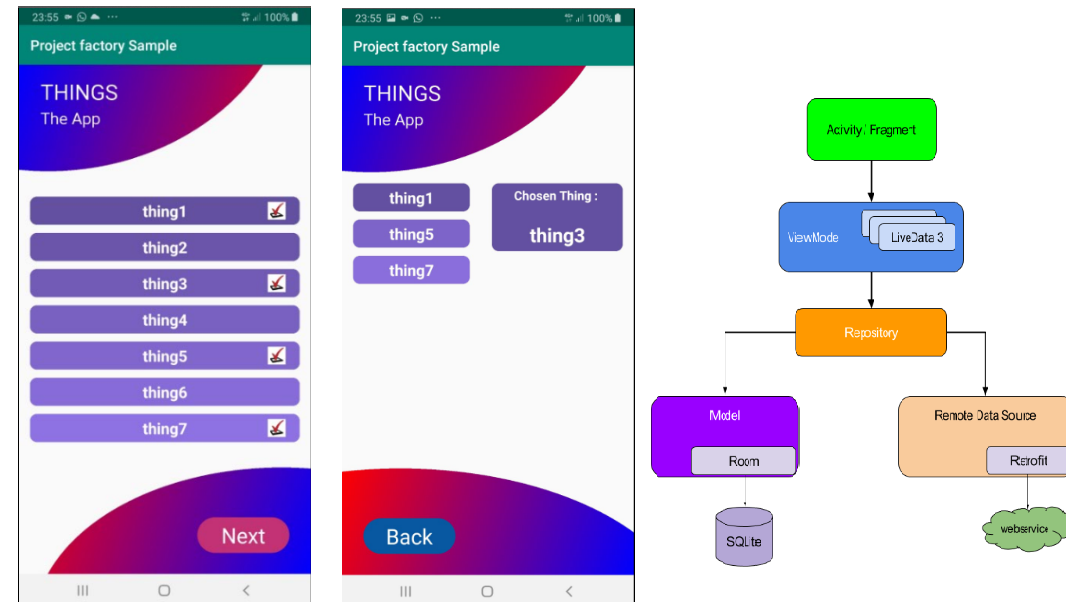 23:55 ... 100%
Project factory Sample
THINGS
The App
thing1
thing2
thing3
thing4
thing5
thing6
thing7
Next
23:55 ... 100%
Project factory Sample
THINGS
The App
thing1
thing5
thing7
Chosen Thing :
thing3
Back
Acivity/ Fragment
ViewMode
LiveData 3
Repository
Model
Room
SQLite
Remote Data Source
Retrofit
webservice